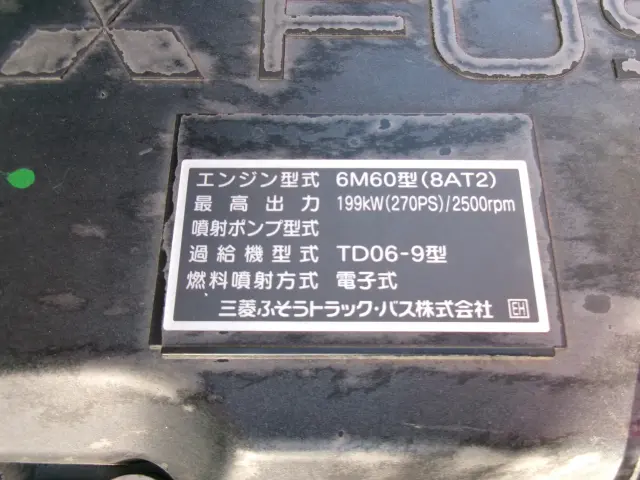 FUS
エンジン型式 6M60型(8AT2)
最高出力 199kW(270PS)/2500rpm
噴射ポンプ型式
過給機型式 TD06-9型
燃料噴射方式 電子式
三菱ふそうトラック・バス株式会社 EH